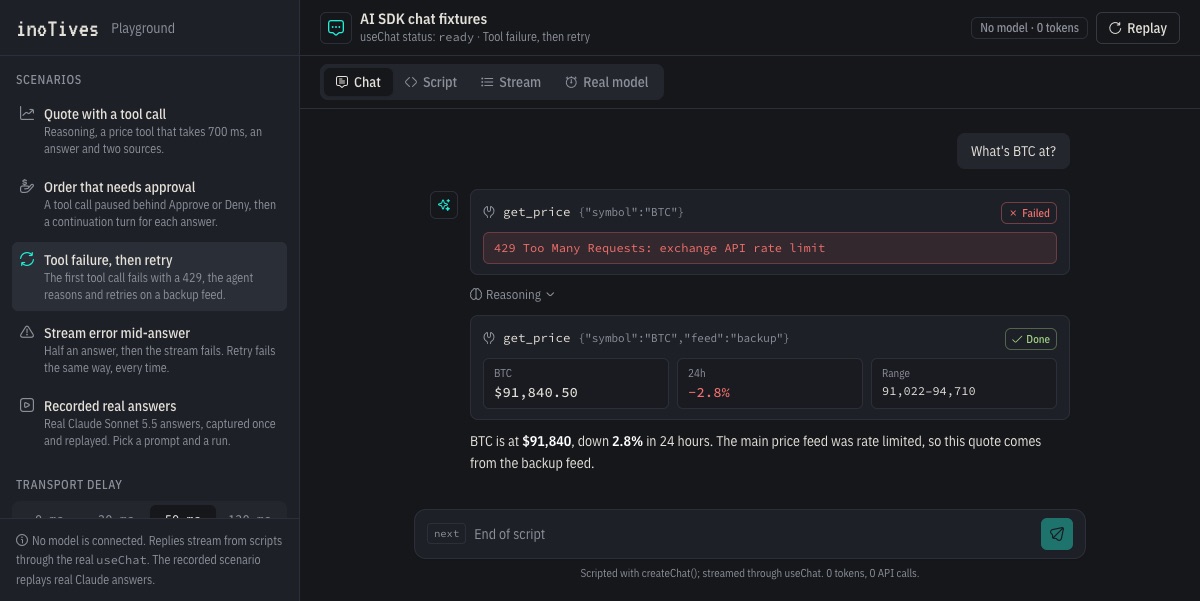 inoTives Playground
SCENARIOS
Quote with a tool call
Reasoning, a price tool that takes 700 ms, an
answer and two sources.
Order that needs approval
A tool call paused behind Approve or Deny, then
a continuation turn for each answer.
Tool failure, then retry
The first tool call fails with a 429, the agent
reasons and retries on a backup feed.
Stream error mid-answer
Half an answer, then the stream fails. Retry fails
the same way, every time.
Recorded real answers
Real Claude Sonnet 5.5 answers, captured once
and replayed. Pick a prompt and a run.
TRANSPORT DELAY
No model is connected. Replies stream from scripts
through the real useChat. The recorded scenario
replays real Claude answers.
AI SDK chat fixtures
useChat status: ready · Tool failure, then retry
No model · 0 tokens
Replay
Chat Script Stream Real model
What's BTC at?
get_price {"symbol":"BTC"} × Failed
429 Too Many Requests: exchange API rate limit
Reasoning
get_price {"symbol":"BTC","feed":"backup"} Done
BTC 24h Range
$91,840.50 −2.8% 91,022–94,710
BTC is at $91,840, down 2.8% in 24 hours. The main price feed was rate limited, so this quote comes
from the backup feed.
next End of script
Scripted with createChat(); streamed through useChat. 0 tokens, 0 API calls.